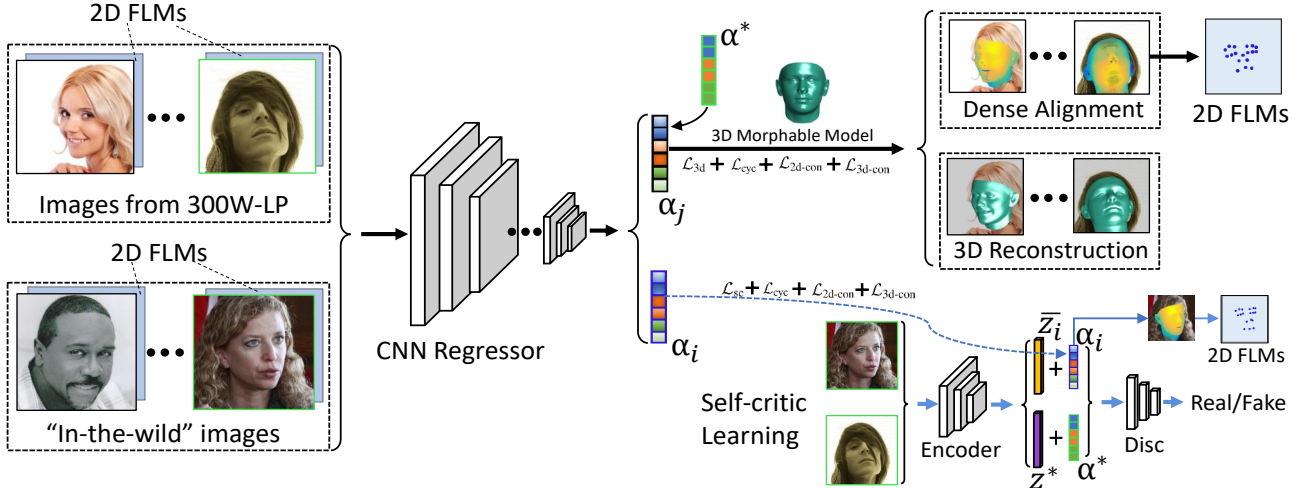 2D FLMs
Images from 300W-LP
2D FLMs
“In-the-wild” images
CNN Regressor
α*
3D Morphable Model
ℒ3d + ℒcyc + ℒ2d-con + ℒ3d-con
αj
Dense Alignment
2D FLMs
3D Reconstruction
αi
ℒsc + ℒcyc + ℒ2d-con + ℒ3d-con
Self-critic
Learning
Encoder
z̅i
+
αi
z*
+
α*
2D FLMs
Disc
Real/Fake